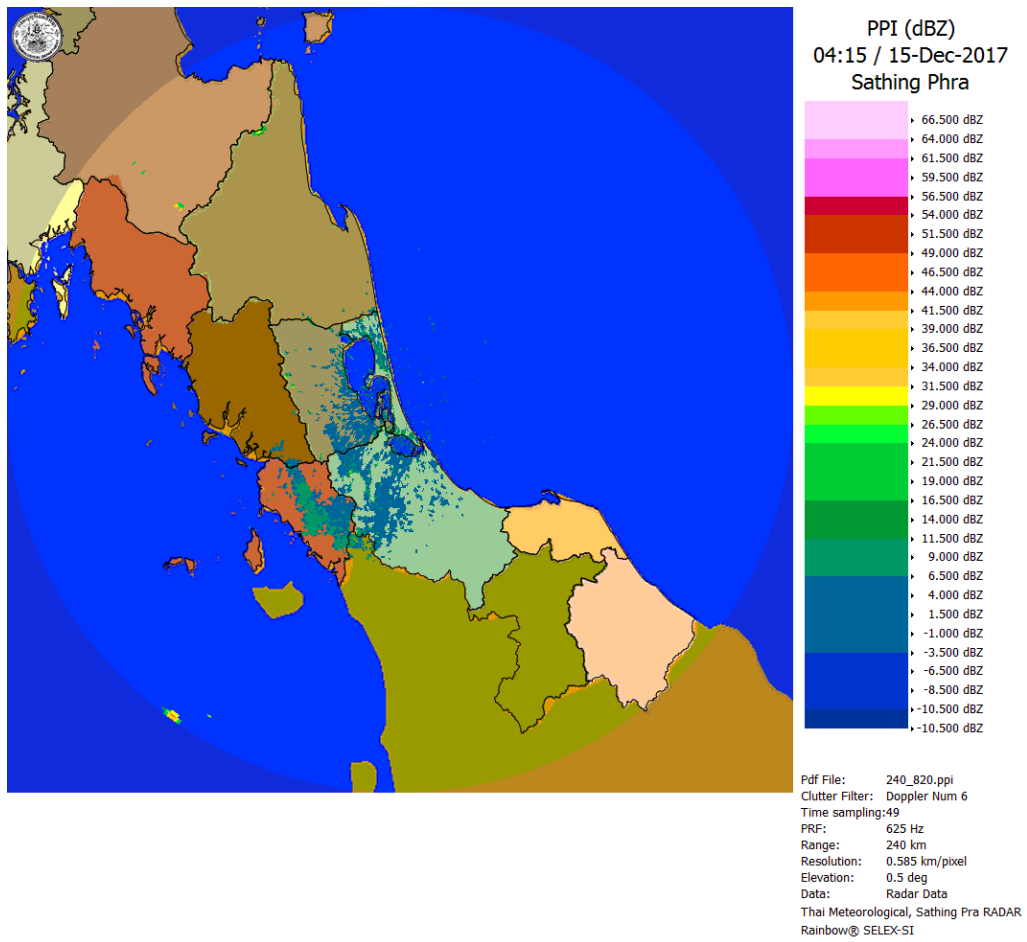 PPI (dBZ)
04:15 / 15-Dec-2017
Sathing Phra
66.500 dBZ
64.000 dBZ
61.500 dBZ
59.500 dBZ
56.500 dBZ
54.000 dBZ
51.500 dBZ
49.000 dBZ
46.500 dBZ
44.000 dBZ
41.500 dBZ
39.000 dBZ
36.500 dBZ
34.000 dBZ
31.500 dBZ
29.000 dBZ
26.500 dBZ
24.000 dBZ
21.500 dBZ
19.000 dBZ
16.500 dBZ
14.000 dBZ
11.500 dBZ
9.000 dBZ
6.500 dBZ
4.000 dBZ
1.500 dBZ
-1.000 dBZ
-3.500 dBZ
-6.500 dBZ
-8.500 dBZ
-10.500 dBZ
-10.500 dBZ
Pdf File: 240_820.ppi
Clutter Filter: Doppler Num 6
Time sampling:49
PRF: 625 Hz
Range: 240 km
Resolution: 0.585 km/pixel
Elevation: 0.5 deg
Data: Radar Data
Thai Meteorological, Sathing Pra RADAR
Rainbow® SELEX-SI